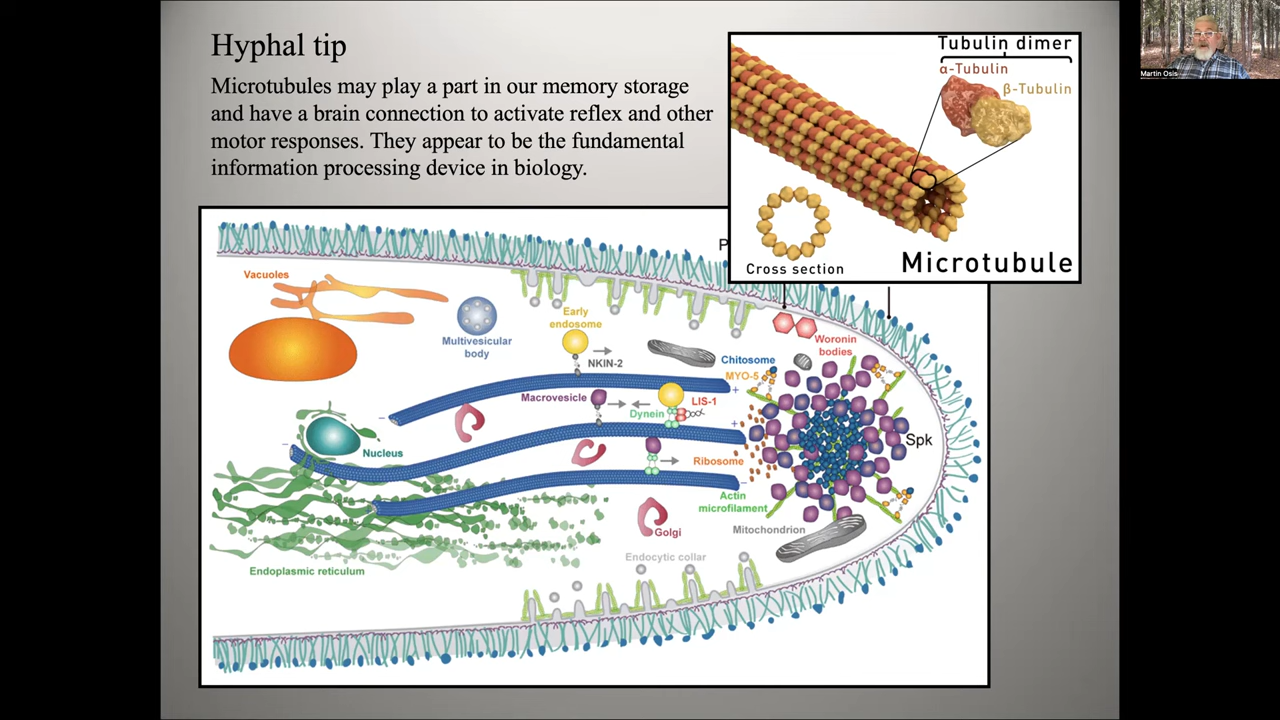 Hyphal tip
Microtubules may play a part in our memory storage
and have a brain connection to activate reflex and other
motor responses. They appear to be the fundamental
information processing device in biology.
Tubulin dimer
α-Tubulin
β-Tubulin
Cross section
Microtubule
Martin Osis
P
Vacuoles
Multivesicular
body
Early
endosome
NKIN-2
Woronin
bodies
Chitosome
MYO-5
Macrovesicle
LIS-1
Dynein
+
+
−
−
−
Spk
Nucleus
Ribosome
Actin
microfilament
Mitochondrion
Golgi
Endocytic collar
Endoplasmic reticulum